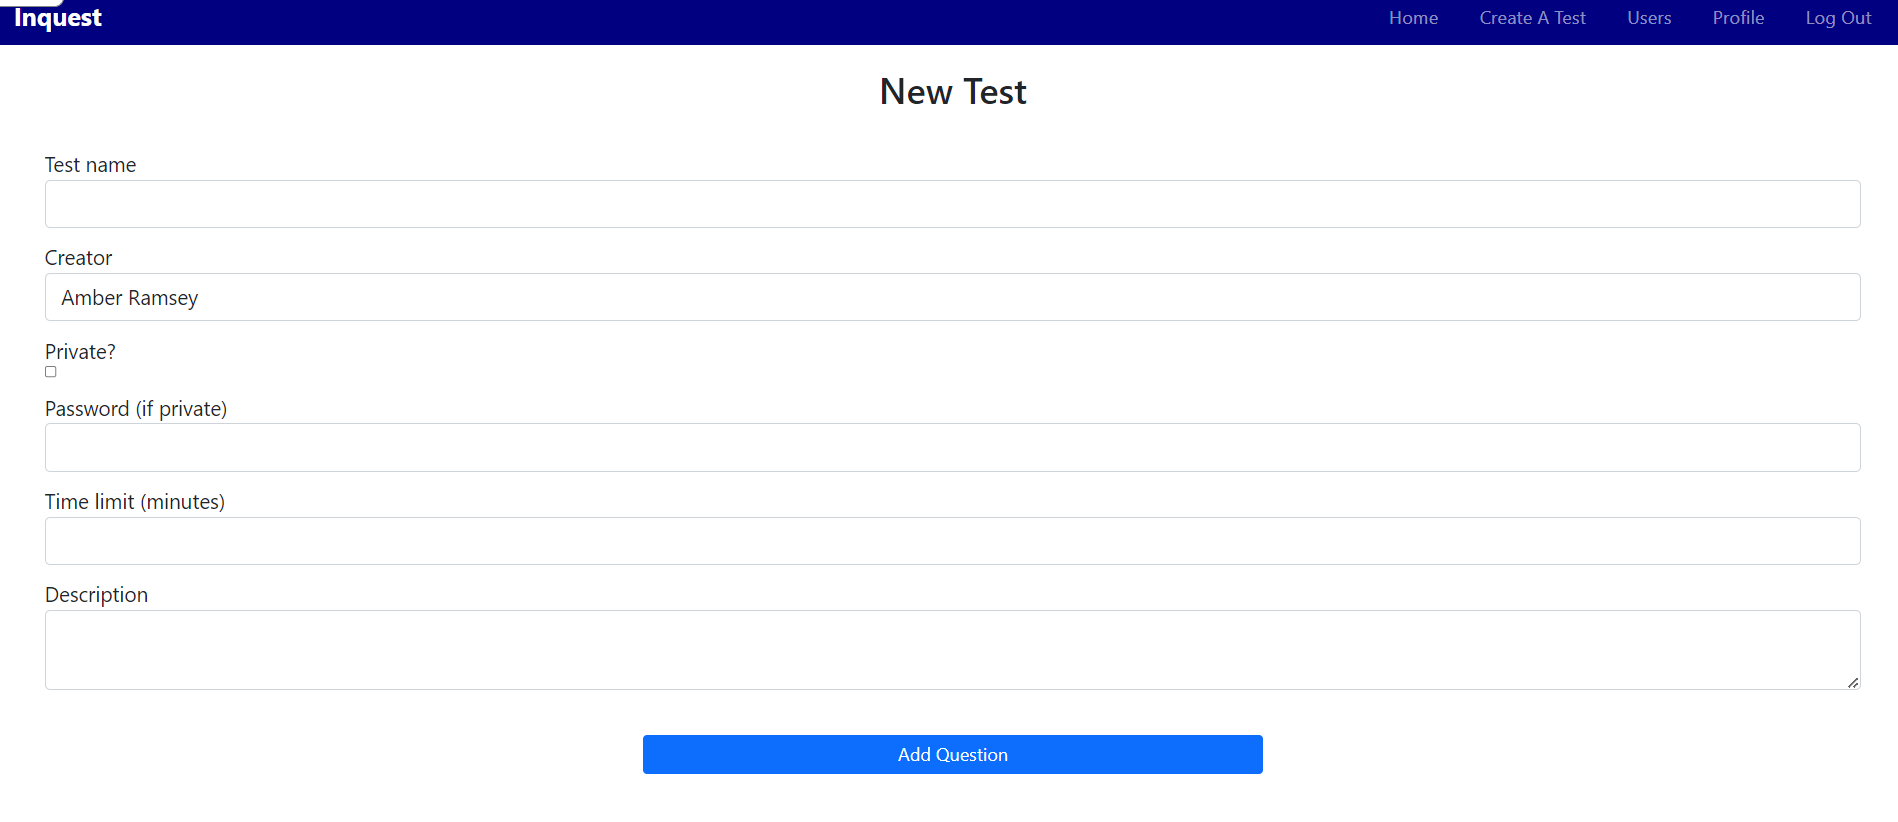 Inquest
Home Create A Test Users Profile Log Out
New Test
Test name
Creator
Amber Ramsey
Private?
Password (if private)
Time limit (minutes)
Description
Add Question